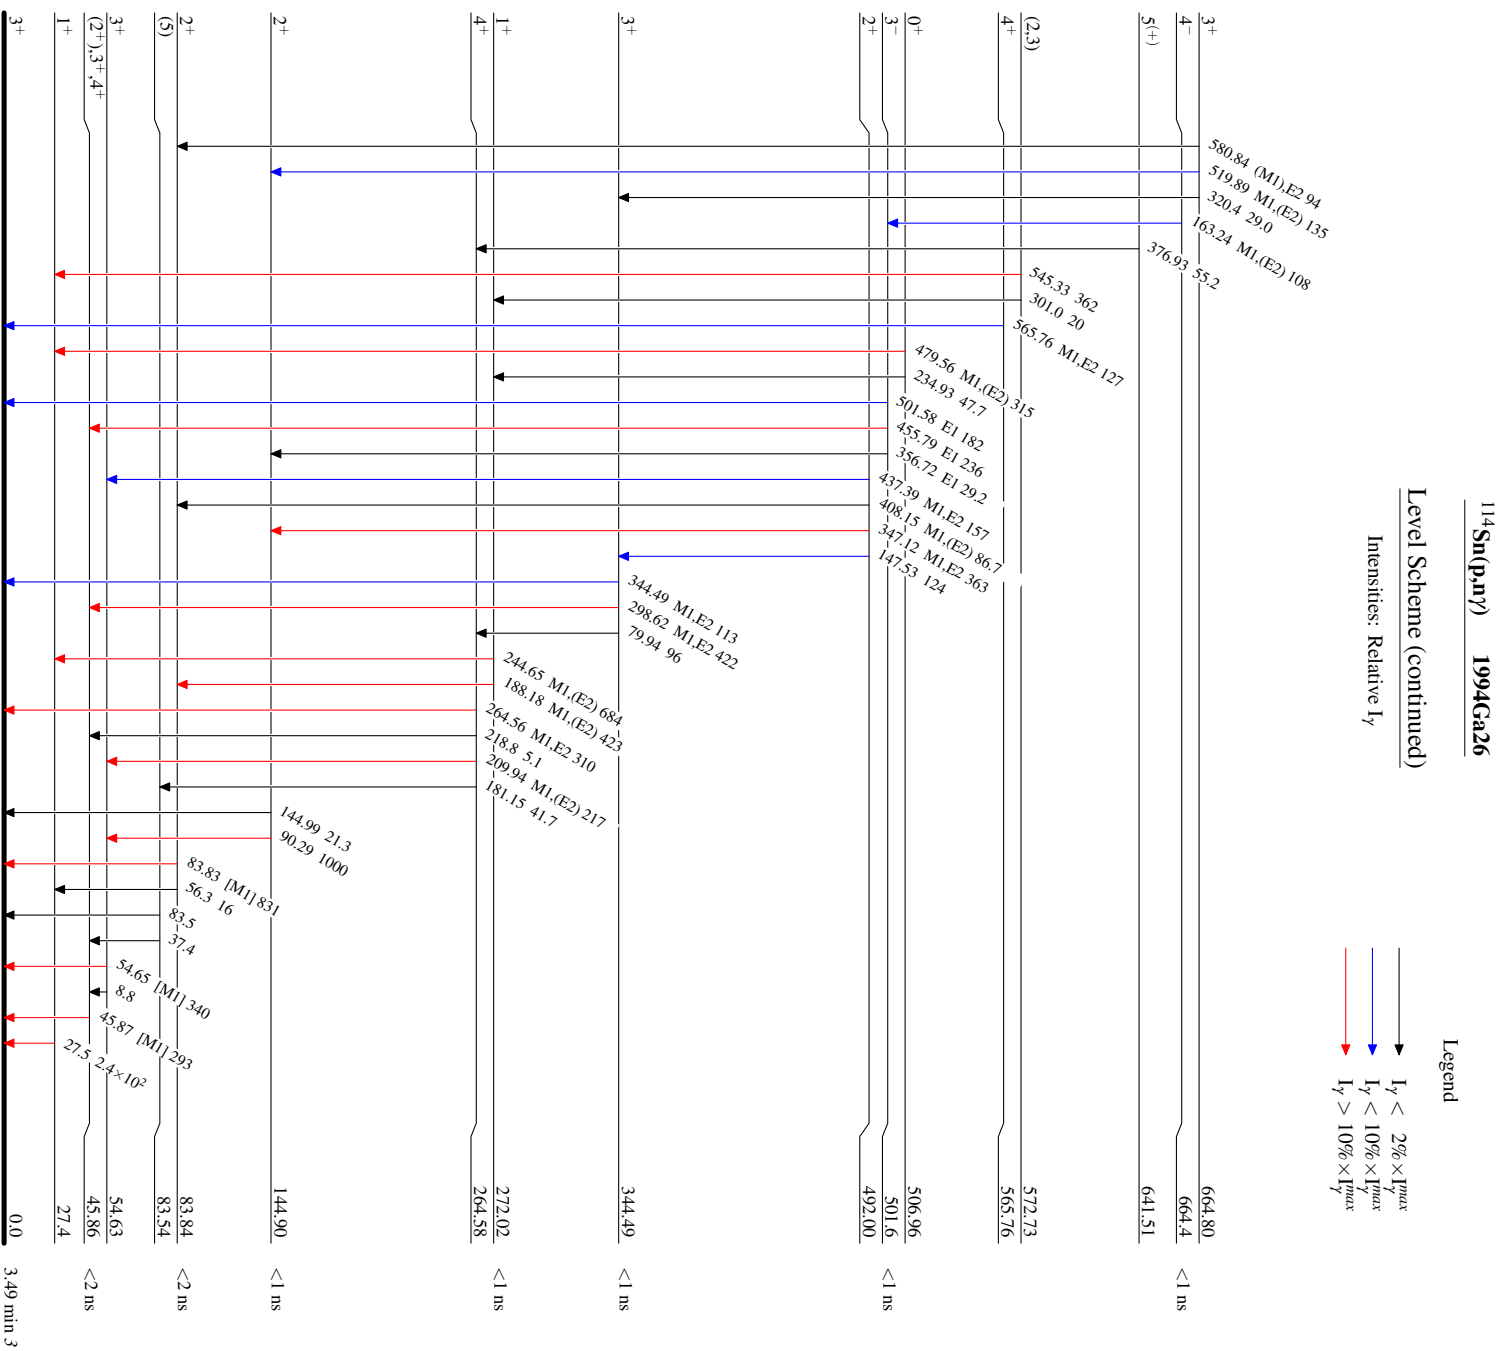 ¹¹⁴Sn(p,nγ) 1994Ga26
Level Scheme (continued)
Intensities: Relative Iγ
Legend
Iγ < 2%×Iγᵐᵃˣ
Iγ < 10%×Iγᵐᵃˣ
Iγ > 10%×Iγᵐᵃˣ
3⁺ 664.80
4⁻ 664.4 <1 ns
5⁽⁺⁾ 641.51
(2,3) 572.73
4⁺ 565.76
0⁺ 506.96
3⁻ 501.6 <1 ns
2⁺ 492.00
3⁺ 344.49 <1 ns
1⁺ 272.02 <1 ns
4⁺ 264.58
2⁺ 144.90 <1 ns
2⁺ 83.84 <2 ns
(5) 83.54
3⁺ 54.63
(2⁺),3⁺,4⁺ 45.86 <2 ns
1⁺ 27.4
3⁺ 0.0 3.49 min 3
580.84 (M1),E2 94
519.89 M1,(E2) 135
320.4 29.0
163.24 M1,(E2) 108
376.93 55.2
545.33 362
301.0 20
565.76 M1,E2 127
479.56 M1,(E2) 315
234.93 47.7
501.58 E1 182
455.79 E1 236
356.72 E1 29.2
437.39 M1,E2 157
408.15 M1,(E2) 86.7
347.12 M1,E2 363
147.53 124
344.49 M1,E2 113
298.62 M1,E2 422
79.94 96
244.65 M1,(E2) 684
188.18 M1,(E2) 423
264.56 M1,E2 310
218.8 5.1
209.94 M1,(E2) 217
181.15 41.7
144.99 21.3
90.29 1000
83.83 [M1] 831
56.3 16
83.5
37.4
54.65 [M1] 340
8.8
45.87 [M1] 293
27.5 2.4×10²